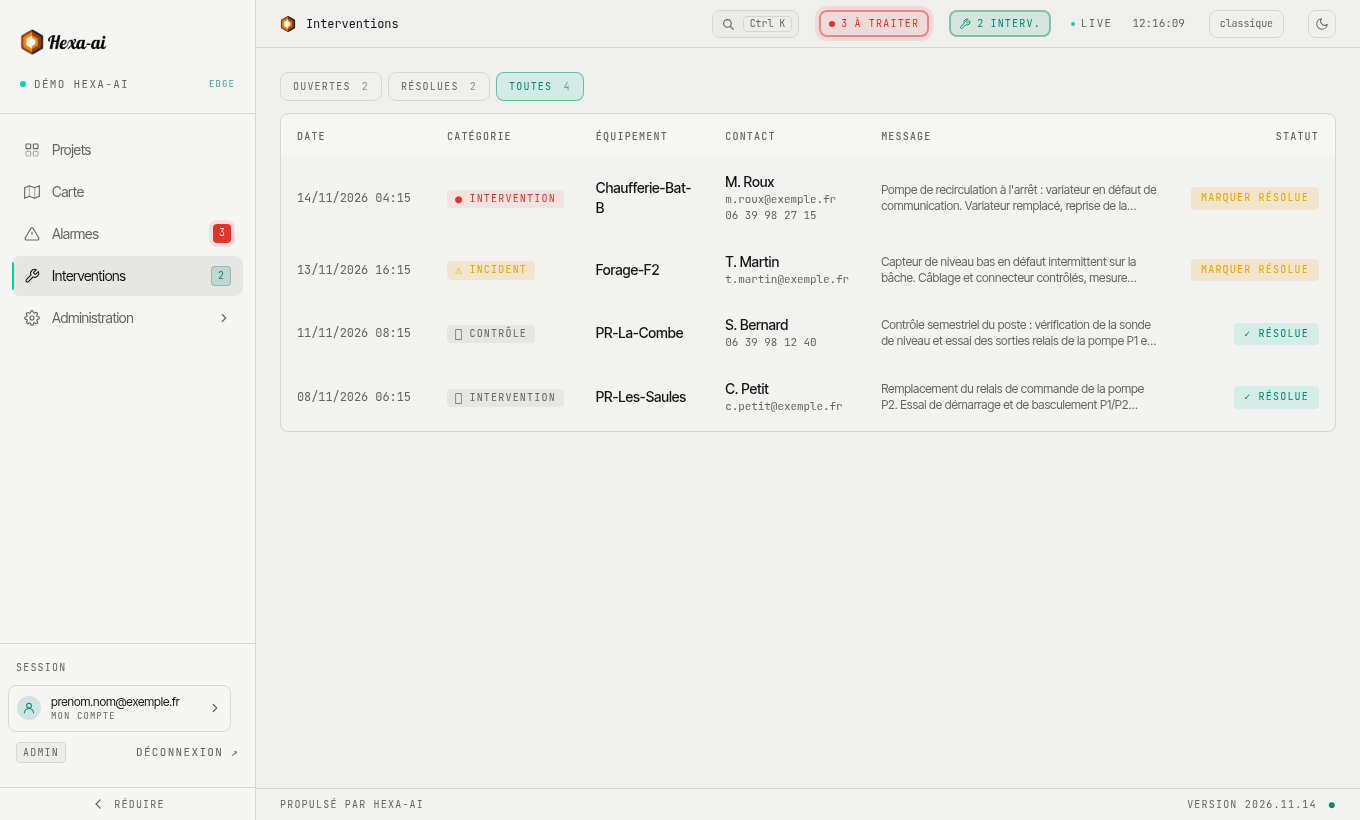 Hexa-ai
DÉMO HEXA-AI
EDGE
Projets
Carte
Alarmes
3
Interventions
2
Administration
SESSION
prenom.nom@exemple.fr
MON COMPTE
ADMIN
DÉCONNEXION ↗
RÉDUIRE
Interventions
Ctrl K
3 À TRAITER
2 INTERV.
LIVE
12:16:09
classique
OUVERTES 2
RÉSOLUES 2
TOUTES 4
DATE CATÉGORIE ÉQUIPEMENT CONTACT MESSAGE STATUT
14/11/2026 04:15
INTERVENTION
Chaufferie-Bat-
B
M. Roux
m.roux@exemple.fr
06 39 98 27 15
Pompe de recirculation à l'arrêt : variateur en défaut de
communication. Variateur remplacé, reprise de la…
MARQUER RÉSOLUE
13/11/2026 16:15
⚠ INCIDENT
Forage-F2
T. Martin
t.martin@exemple.fr
Capteur de niveau bas en défaut intermittent sur la
bâche. Câblage et connecteur contrôlés, mesure…
MARQUER RÉSOLUE
11/11/2026 08:15
CONTRÔLE
PR-La-Combe
S. Bernard
06 39 98 12 40
Contrôle semestriel du poste : vérification de la sonde
de niveau et essai des sorties relais de la pompe P1 e…
✓ RÉSOLUE
08/11/2026 06:15
INTERVENTION
PR-Les-Saules
C. Petit
c.petit@exemple.fr
Remplacement du relais de commande de la pompe
P2. Essai de démarrage et de basculement P1/P2…
✓ RÉSOLUE
PROPULSÉ PAR HEXA-AI
VERSION 2026.11.14